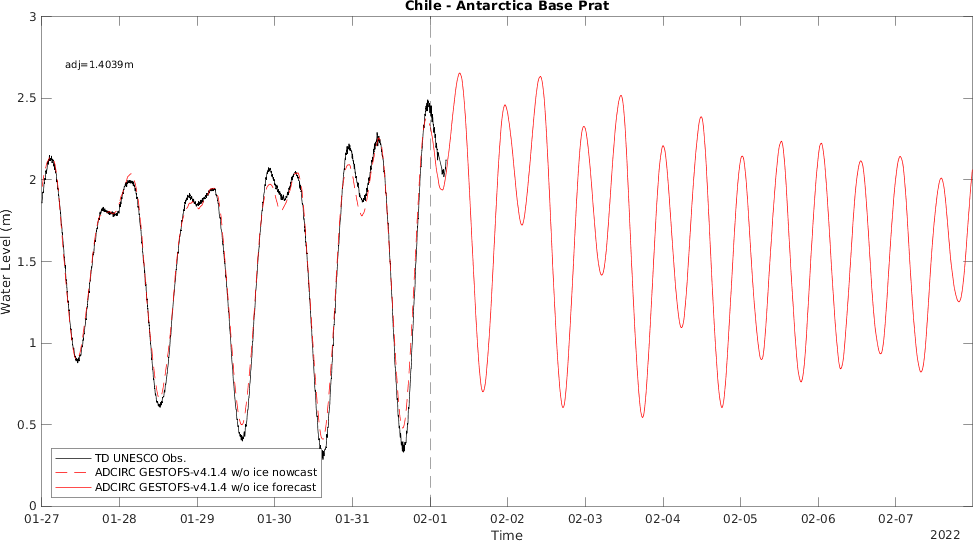 Chile - Antarctica Base Prat
adj=1.4039m
3
2.5
2
1.5
1
0.5
0
Water Level (m)
TD UNESCO Obs.
ADCIRC GESTOFS-v4.1.4 w/o ice nowcast
ADCIRC GESTOFS-v4.1.4 w/o ice forecast
01-27 01-28 01-29 01-30 01-31 02-01 02-02 02-03 02-04 02-05 02-06 02-07
Time
2022